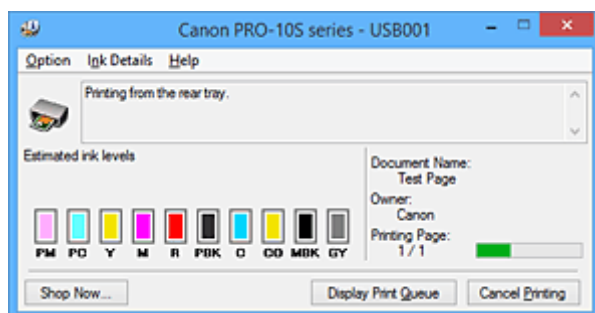 Canon PRO-10S series - USB001
Option Ink Details Help
Printing from the rear tray.
Estimated ink levels
Document Name:
Test Page
Owner:
Canon
Printing Page:
1 / 1
PM PC Y M R PBK C CO MBK GY
Shop Now... Display Print Queue Cancel Printing